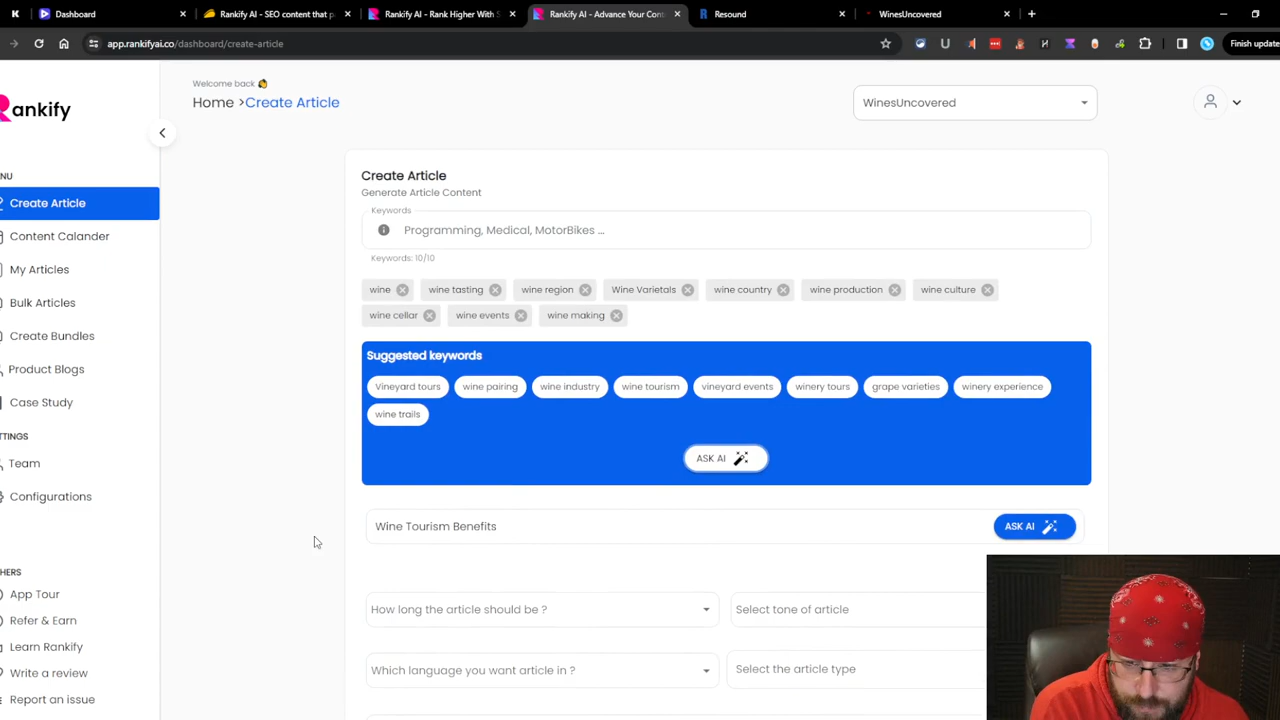 Dashboard
Rankify AI - SEO content that p
Rankify AI - Rank Higher With S
Rankify AI - Advance Your Cont
Resound
WinesUncovered
app.rankifyai.co/dashboard/create-article
Finish update
Welcome back
Home >Create Article
WinesUncovered
Rankify
NU
Create Article
Content Calander
My Articles
Bulk Articles
Create Bundles
Product Blogs
Case Study
TTINGS
Team
Configurations
HERS
App Tour
Refer & Earn
Learn Rankify
Write a review
Report an issue
Create Article
Generate Article Content
Keywords
Programming, Medical, MotorBikes ...
Keywords: 10/10
wine wine tasting wine region Wine Varietals wine country wine production wine culture
wine cellar wine events wine making
Suggested keywords
Vineyard tours wine pairing wine industry wine tourism vineyard events winery tours grape varieties winery experience
wine trails
ASK AI
Wine Tourism Benefits ASK AI
How long the article should be ? Select tone of article
Which language you want article in ? Select the article type